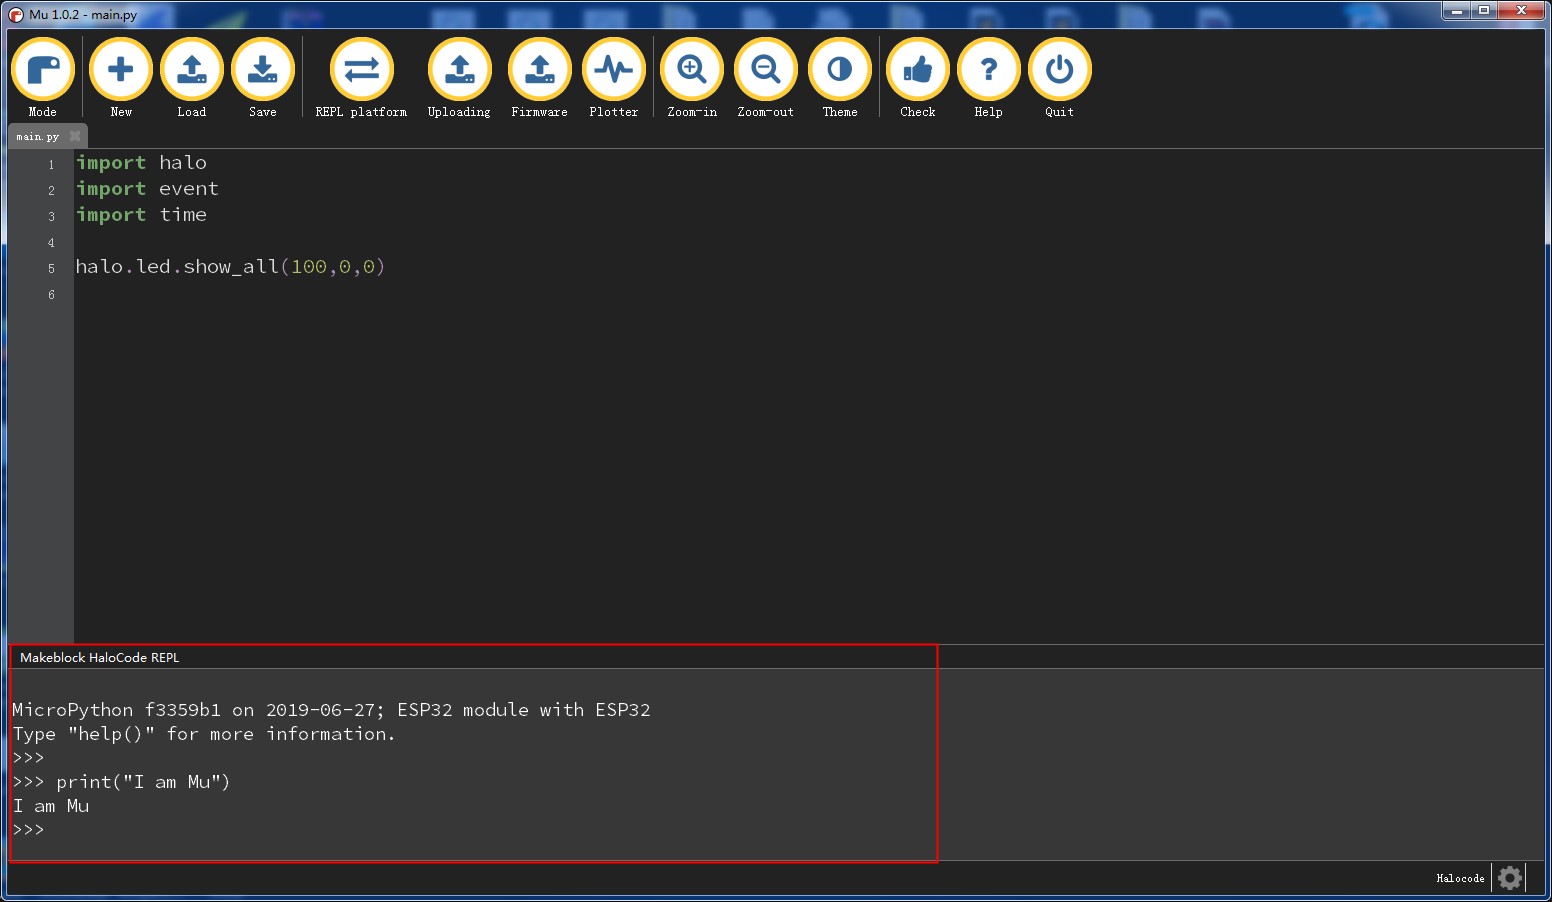 Mu 1.0.2 - main.py
Mode New Load Save REPL platform Uploading Firmware Plotter Zoom-in Zoom-out Theme Check Help Quit
main.py
1 import halo
2 import event
3 import time
4
5 halo.led.show_all(100,0,0)
6
Makeblock HaloCode REPL
MicroPython f3359b1 on 2019-06-27; ESP32 module with ESP32
Type "help()" for more information.
>>>
>>> print("I am Mu")
I am Mu
>>>
Halocode